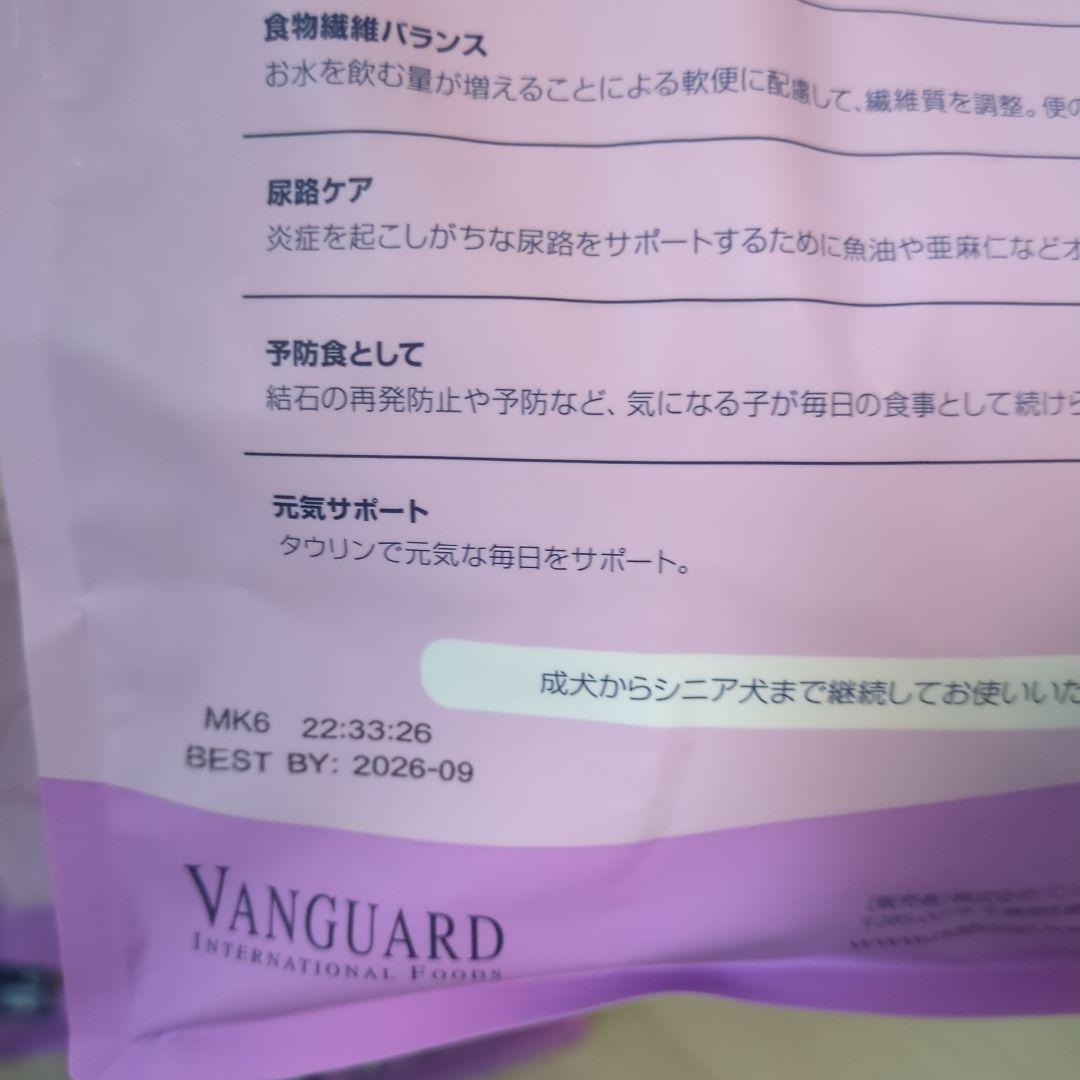 食物繊維バランス
お水を飲む量が増えることによる軟便に配慮して、繊維質を調整。便の
尿路ケア
炎症を起こしがちな尿路をサポートするために魚油や亜麻仁などオ
予防食として
結石の再発防止や予防など、気になる子が毎日の食事として続けら
元気サポート
タウリンで元気な毎日をサポート。
成犬からシニア犬まで継続してお使いいた
MK6 22:33:26
BEST BY: 2026-09
VANGUARD
INTERNATIONAL FOODS